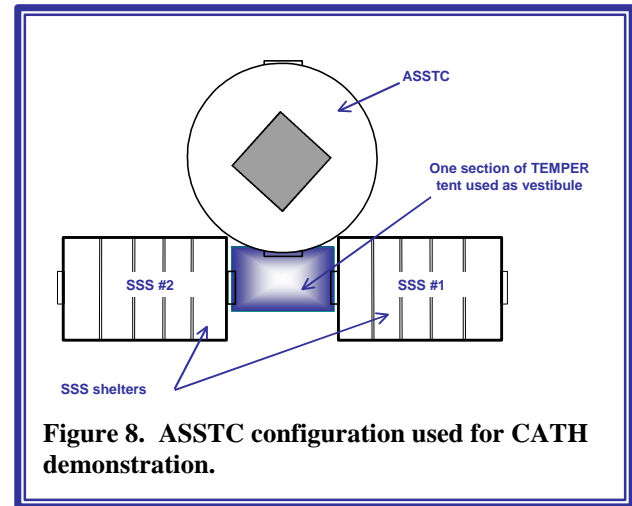 ASSTC
One section of TEMPER
tent used as vestibule
SSS #2
SSS #1
SSS shelters
Figure 8. ASSTC configuration used for CATH
demonstration.